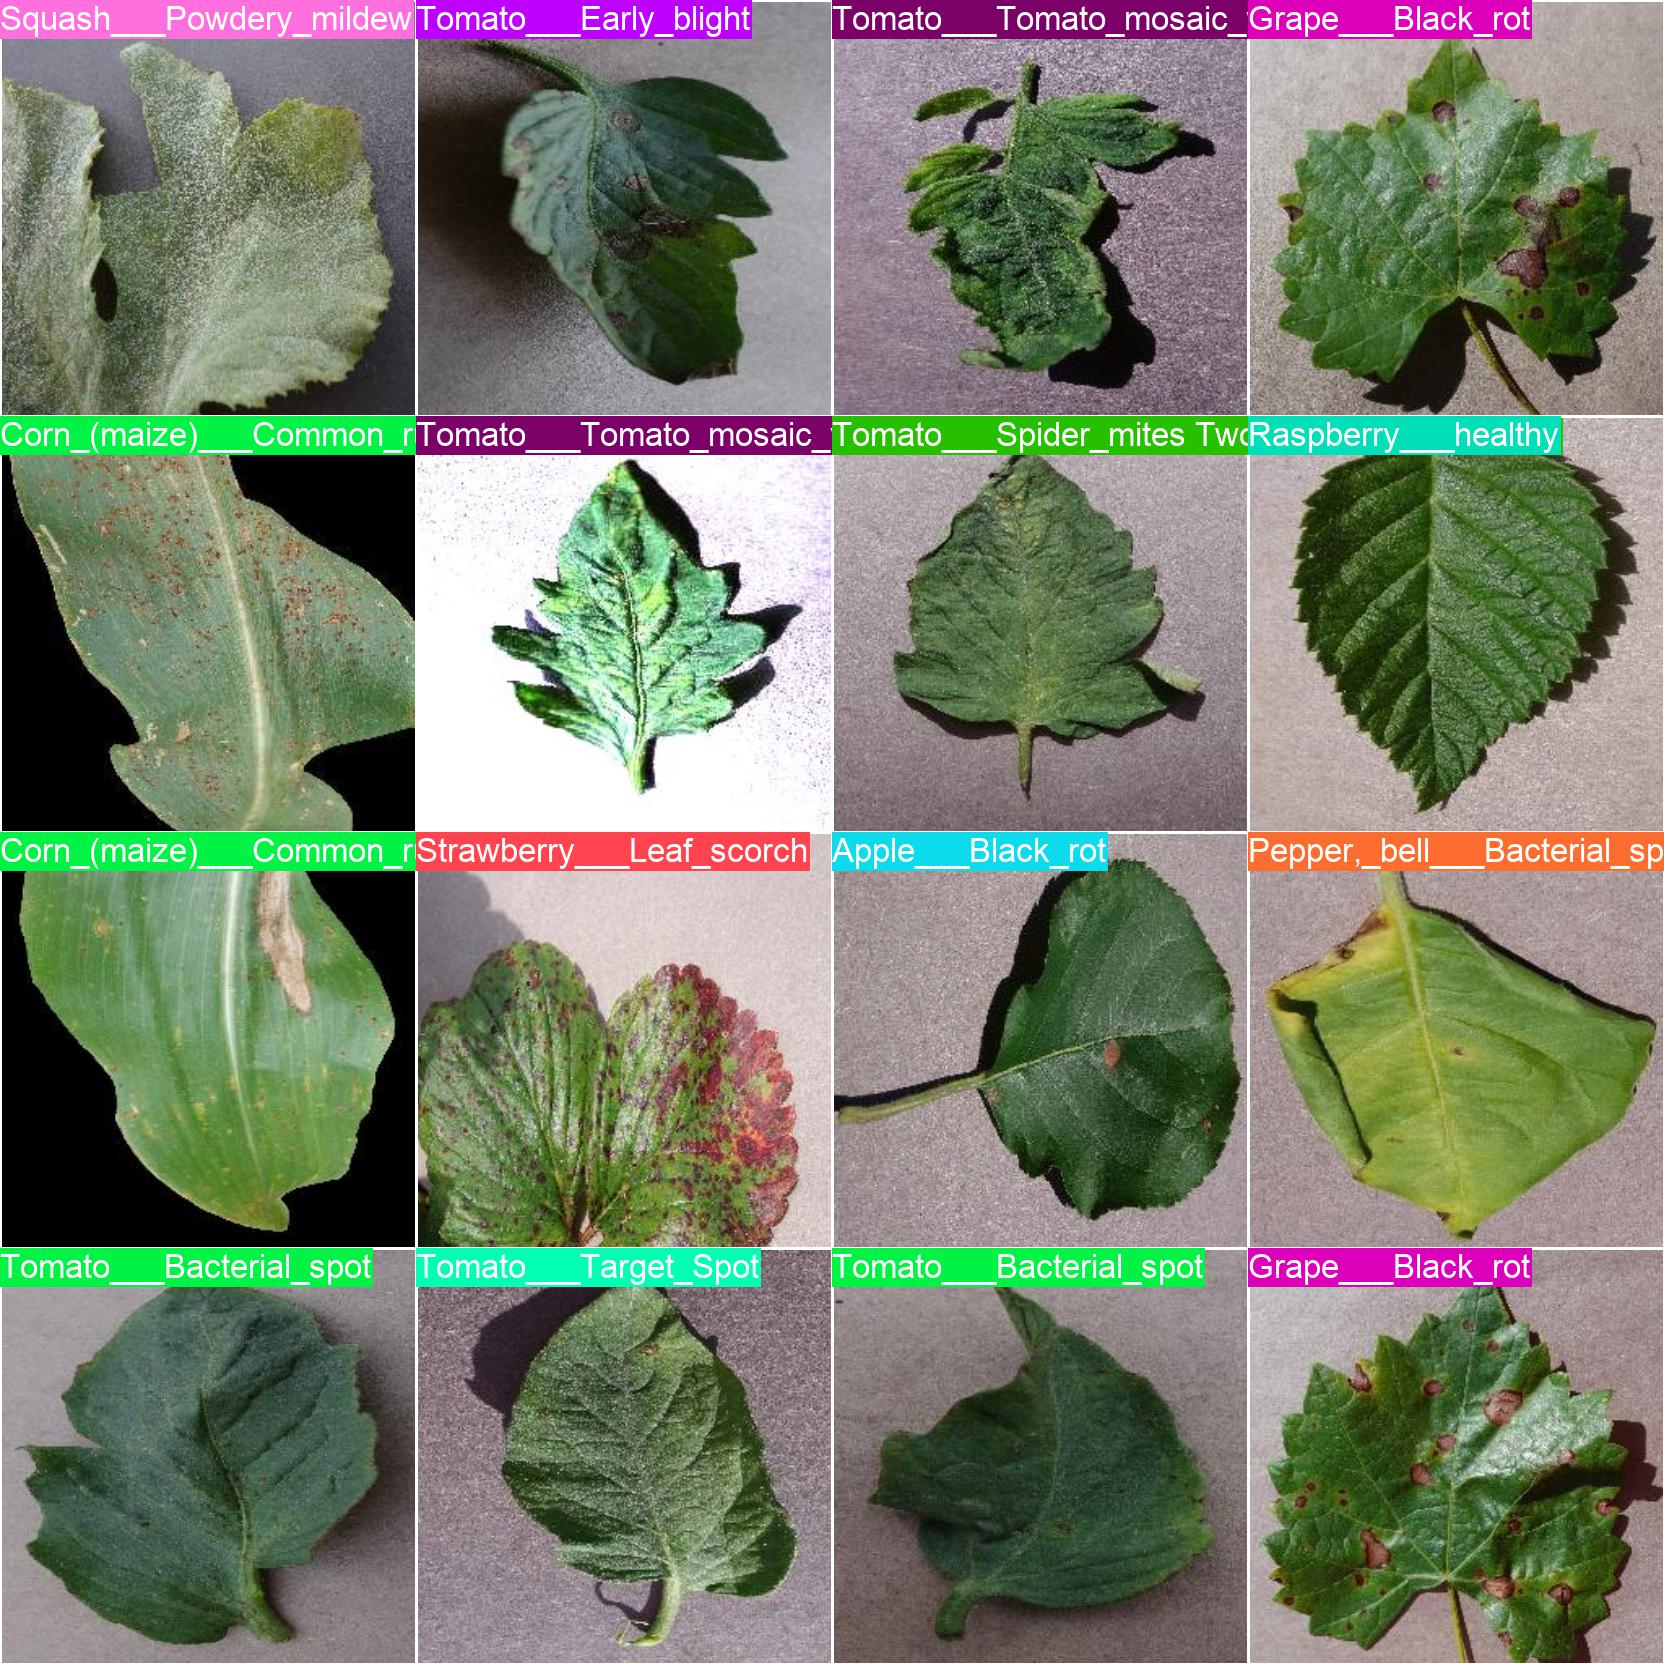 Squash___Powdery_mildew
Tomato___Early_blight
Tomato___Tomato_mosaic_
Grape___Black_rot
Corn_(maize)___Common_r
Tomato___Tomato_mosaic_
Tomato___Spider_mites Two
Raspberry___healthy
Corn_(maize)___Common_r
Strawberry___Leaf_scorch
Apple___Black_rot
Pepper,_bell___Bacterial_sp
Tomato___Bacterial_spot
Tomato___Target_Spot
Tomato___Bacterial_spot
Grape___Black_rot